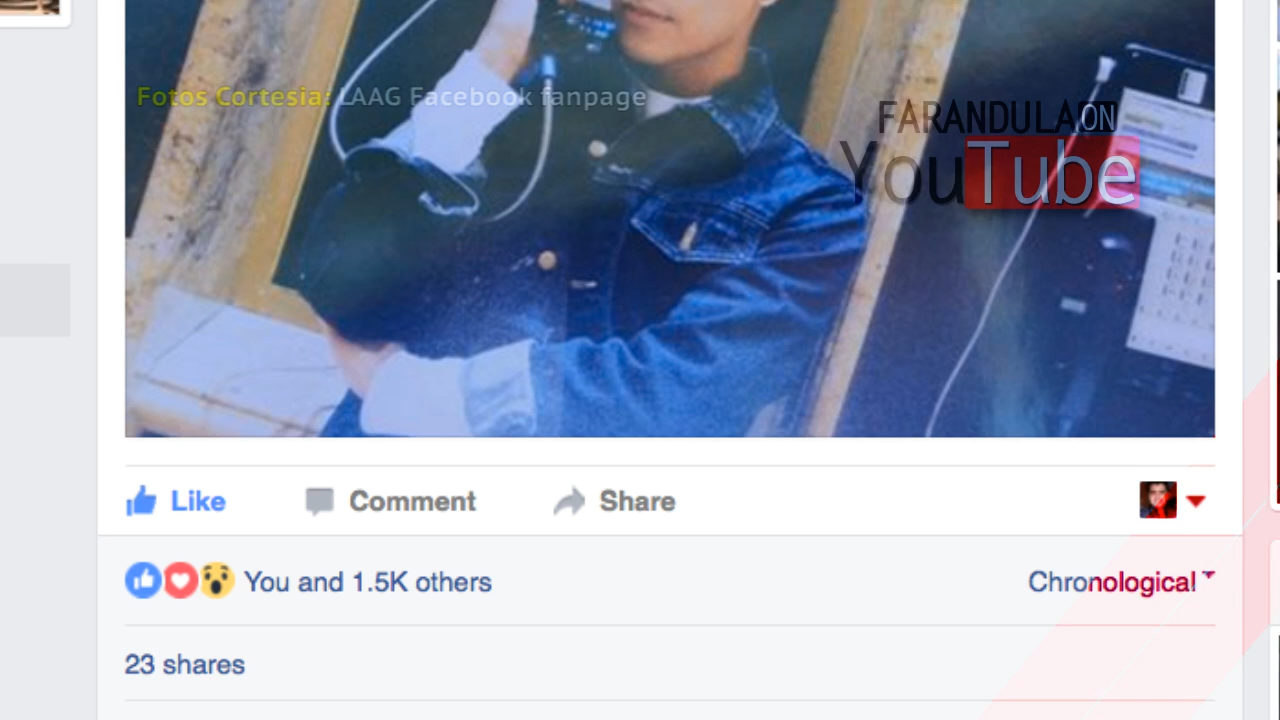 Fotos Cortesia: LAAG Facebook fanpage
FARANDULA ON
YouTube
Like
Comment
Share
You and 1.5K others
Chronological
23 shares